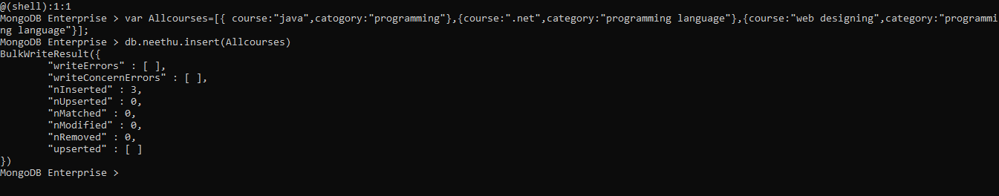 @(shell):1:1
MongoDB Enterprise > var Allcourses=[{ course:"java",catogory:"programming"},{course:".net",category:"programming language"},{course:"web designing",category:"programmi
ng language"}];
MongoDB Enterprise > db.neethu.insert(Allcourses)
BulkWriteResult({
        "writeErrors" : [ ],
        "writeConcernErrors" : [ ],
        "nInserted" : 3,
        "nUpserted" : 0,
        "nMatched" : 0,
        "nModified" : 0,
        "nRemoved" : 0,
        "upserted" : [ ]
})
MongoDB Enterprise >